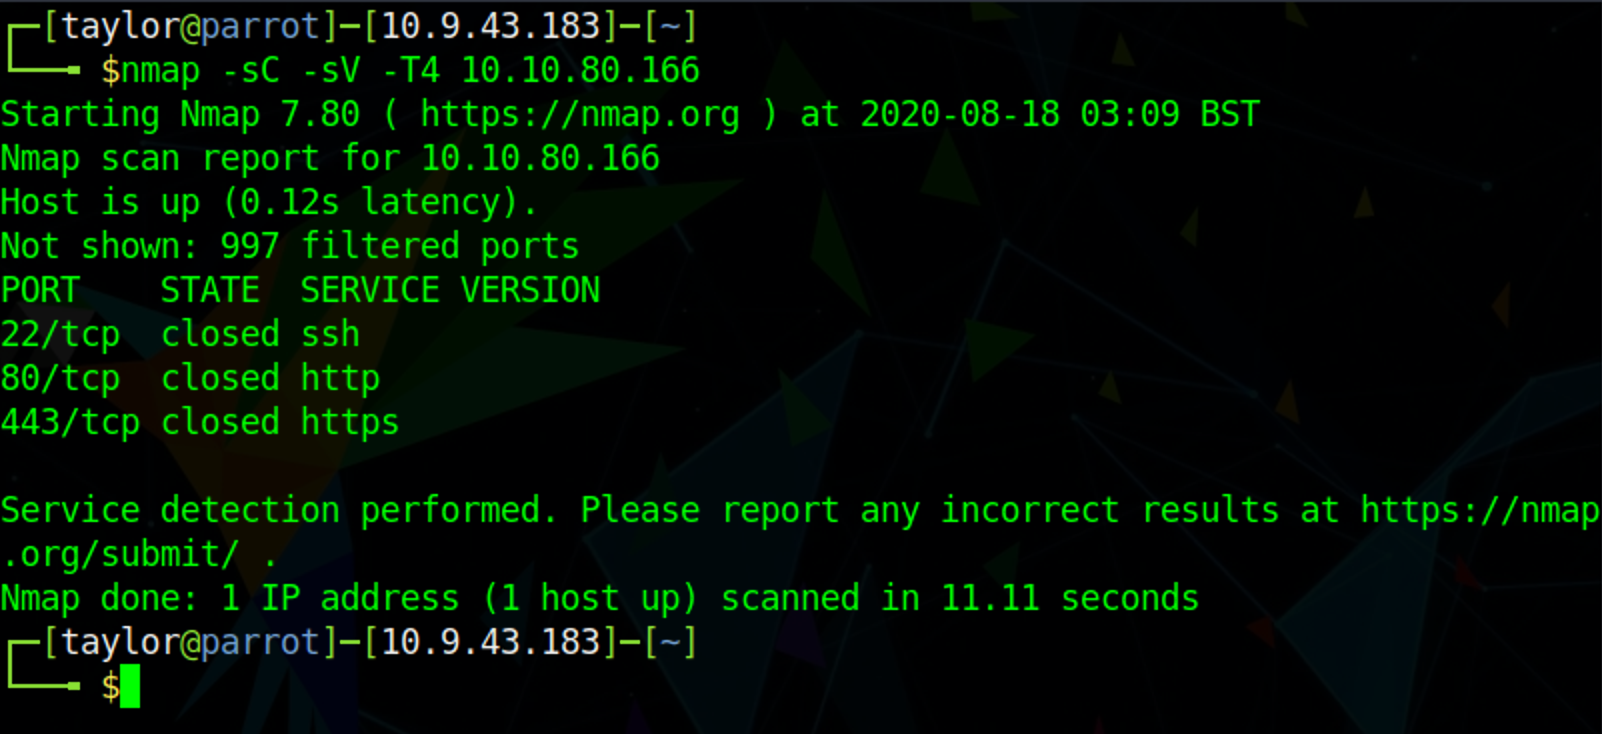 ┌─[taylor@parrot]─[10.9.43.183]─[~]
└──╼ $nmap -sC -sV -T4 10.10.80.166
Starting Nmap 7.80 ( https://nmap.org ) at 2020-08-18 03:09 BST
Nmap scan report for 10.10.80.166
Host is up (0.12s latency).
Not shown: 997 filtered ports
PORT    STATE  SERVICE VERSION
22/tcp  closed ssh
80/tcp  closed http
443/tcp closed https

Service detection performed. Please report any incorrect results at https://nmap
.org/submit/ .
Nmap done: 1 IP address (1 host up) scanned in 11.11 seconds
┌─[taylor@parrot]─[10.9.43.183]─[~]
└──╼ $